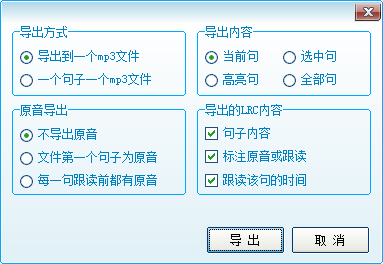 导出方式
导出到一个mp3文件
一个句子一个mp3文件
导出内容
当前句 选中句
高亮句 全部句
原音导出
不导出原音
文件第一个句子为原音
每一句跟读前都有原音
导出的LRC内容
句子内容
标注原音或跟读
跟读该句的时间
导 出 取 消